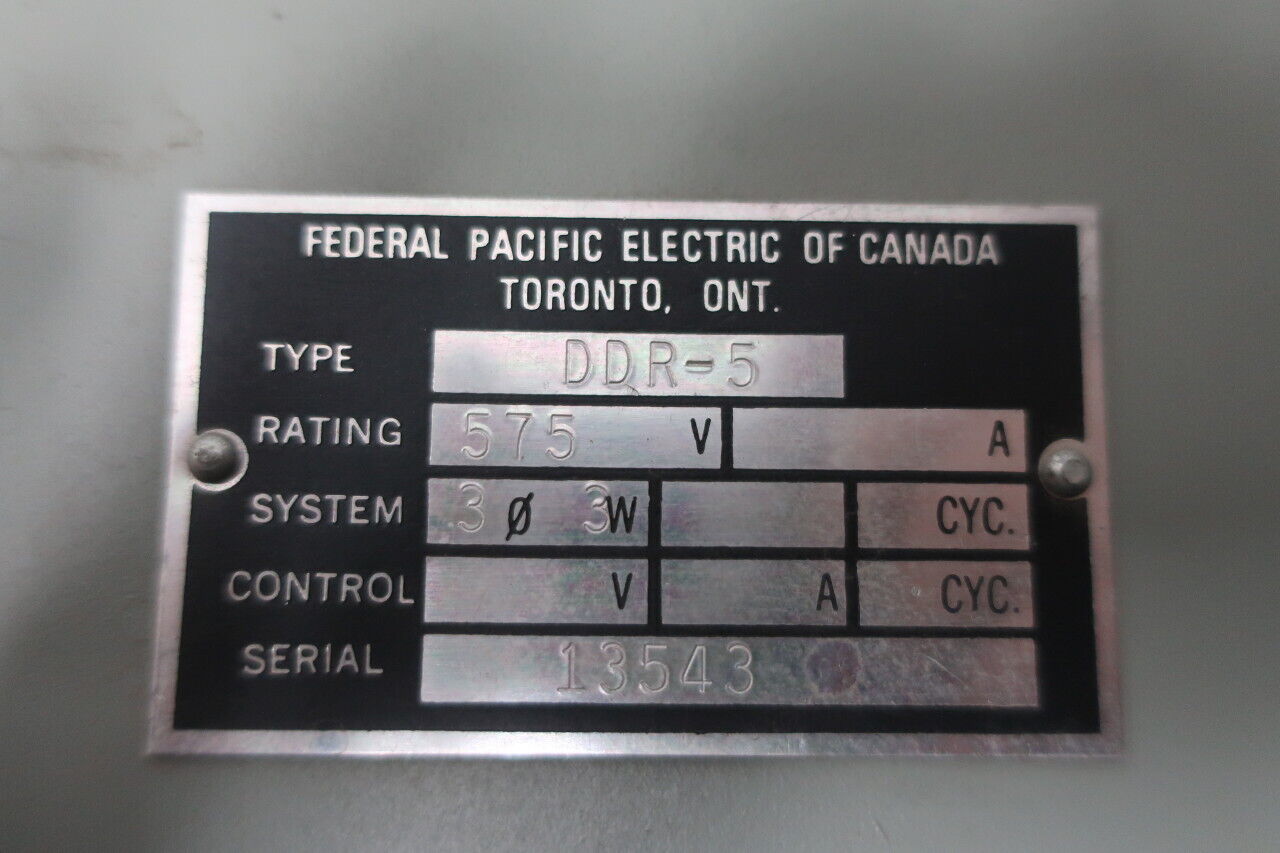 FEDERAL PACIFIC ELECTRIC OF CANADA
TORONTO, ONT.
TYPE DDR-5
RATING 575 V A
SYSTEM 3 Ø 3W CYC.
CONTROL V A CYC.
SERIAL 13543